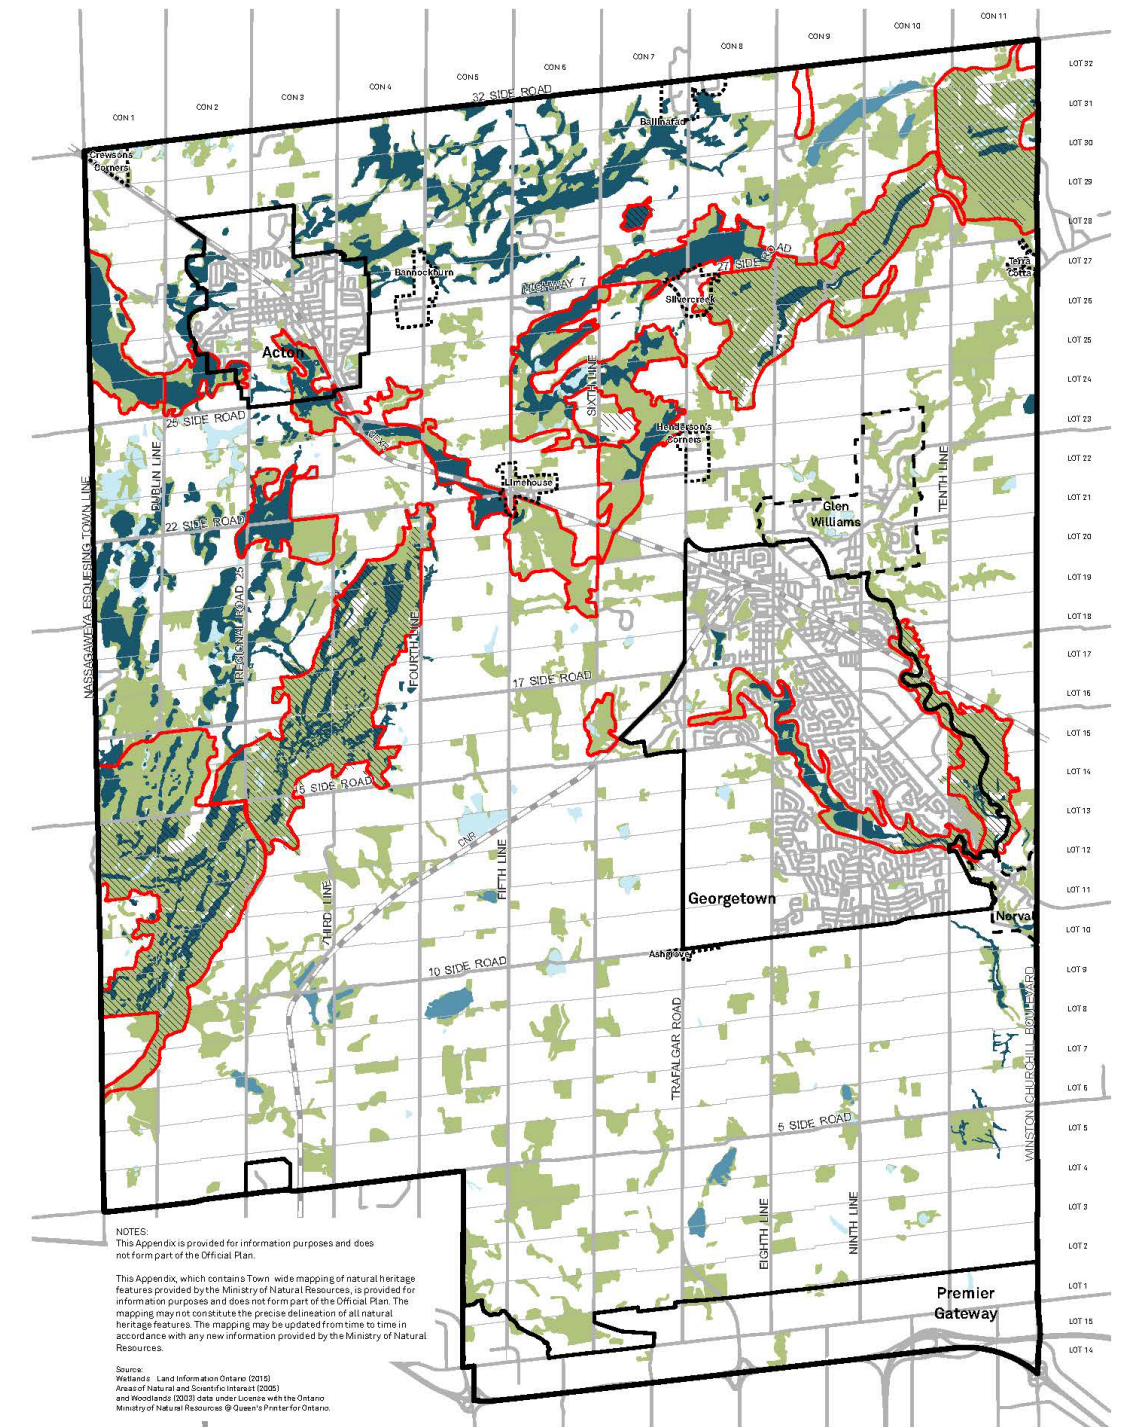 CON 11
CON 10
CON 9
CON 8
CON 7
CON 6
CON 5
CON 4
CON 3
CON 2
CON 1
LOT 32
LOT 31
LOT 30
LOT 29
LOT 28
LOT 27
LOT 26
LOT 25
LOT 24
LOT 23
LOT 22
LOT 21
LOT 20
LOT 19
LOT 18
LOT 17
LOT 16
LOT 15
LOT 14
LOT 13
LOT 12
LOT 11
LOT 10
LOT 9
LOT 8
LOT 7
LOT 6
LOT 5
LOT 4
LOT 3
LOT 2
LOT 1
LOT 15
LOT 14
32 SIDE ROAD
Ballinafad
Crewsons
Corners
27 SIDE ROAD
Terra
Cotta
Bannockburn
HIGHWAY 7
Silvercreek
Acton
SIXTH LINE
25 SIDE ROAD
CNR
Henderson's
Corners
DUBLIN LINE
Limehouse
TENTH LINE
Glen
Williams
22 SIDE ROAD
NASSAGAWEYA ESQUESING TOWN LINE
REGIONAL ROAD 25
FOURTH LINE
17 SIDE ROAD
15 SIDE ROAD
CNR
FIFTH LINE
THIRD LINE
Georgetown
Norval
Ashgrove
10 SIDE ROAD
TRAFALGAR ROAD
WINSTON CHURCHILL BOULEVARD
5 SIDE ROAD
EIGHTH LINE
NINTH LINE
Premier
Gateway
NOTES:
This Appendix is provided for information purposes and does
not form part of the Official Plan.
This Appendix, which contains Town wide mapping of natural heritage
features provided by the Ministry of Natural Resources, is provided for
information purposes and does not form part of the Official Plan. The
mapping may not constitute the precise delineation of all natural
heritage features. The mapping may be updated from time to time in
accordance with any new information provided by the Ministry of Natural
Resources.
Source:
Wetlands Land Information Ontario (2015)
Areas of Natural and Scientific Interest (2005)
and Woodlands (2003) data under License with the Ontario
Ministry of Natural Resources @ Queen's Printer for Ontario.